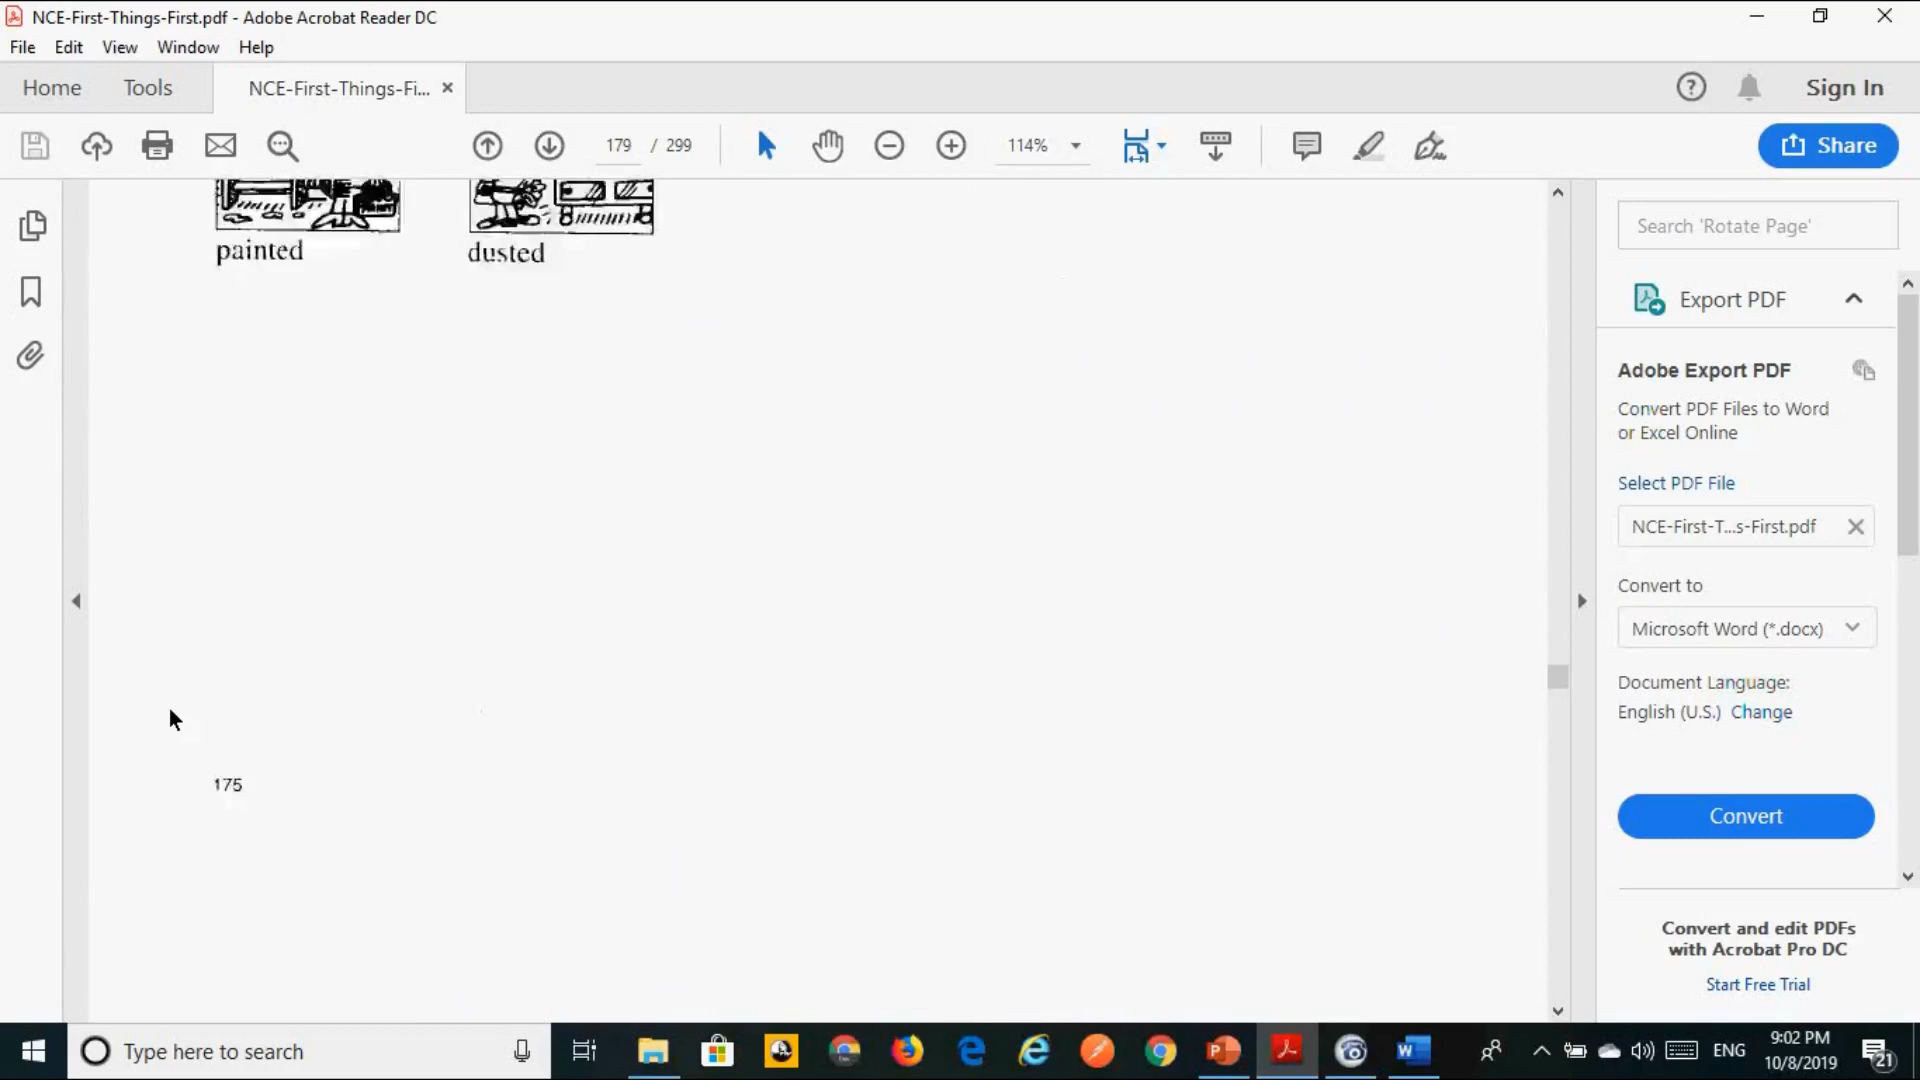 NCE-First-Things-First.pdf - Adobe Acrobat Reader DC
File Edit View Window Help
Home Tools NCE-First-Things-Fi... Sign In
179 / 299 114% Share
painted dusted
175
Search 'Rotate Page'
Export PDF
Adobe Export PDF
Convert PDF Files to Word
or Excel Online
Select PDF File
NCE-First-T...s-First.pdf
Convert to
Microsoft Word (*.docx)
Document Language:
English (U.S.) Change
Convert
Convert and edit PDFs
with Acrobat Pro DC
Start Free Trial
Type here to search
ENG
9:02 PM
10/8/2019
21